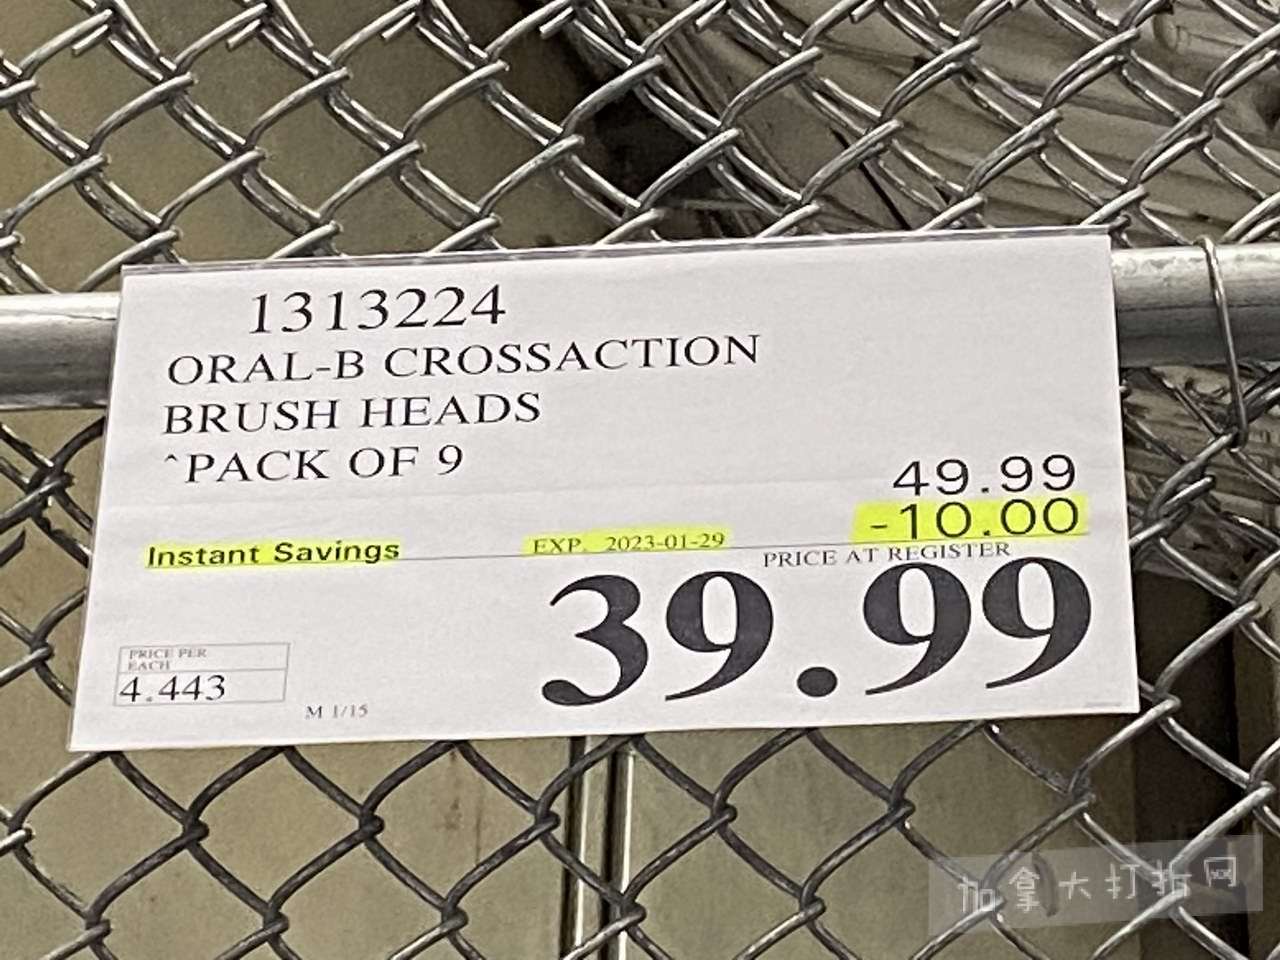 1313224
ORAL-B CROSSACTION
BRUSH HEADS
^PACK OF 9
49.99
-10.00
Instant Savings EXP. 2023-01-29
PRICE AT REGISTER
39.99
PRICE PER
EACH
4.443
M 1/15
加拿大打折网